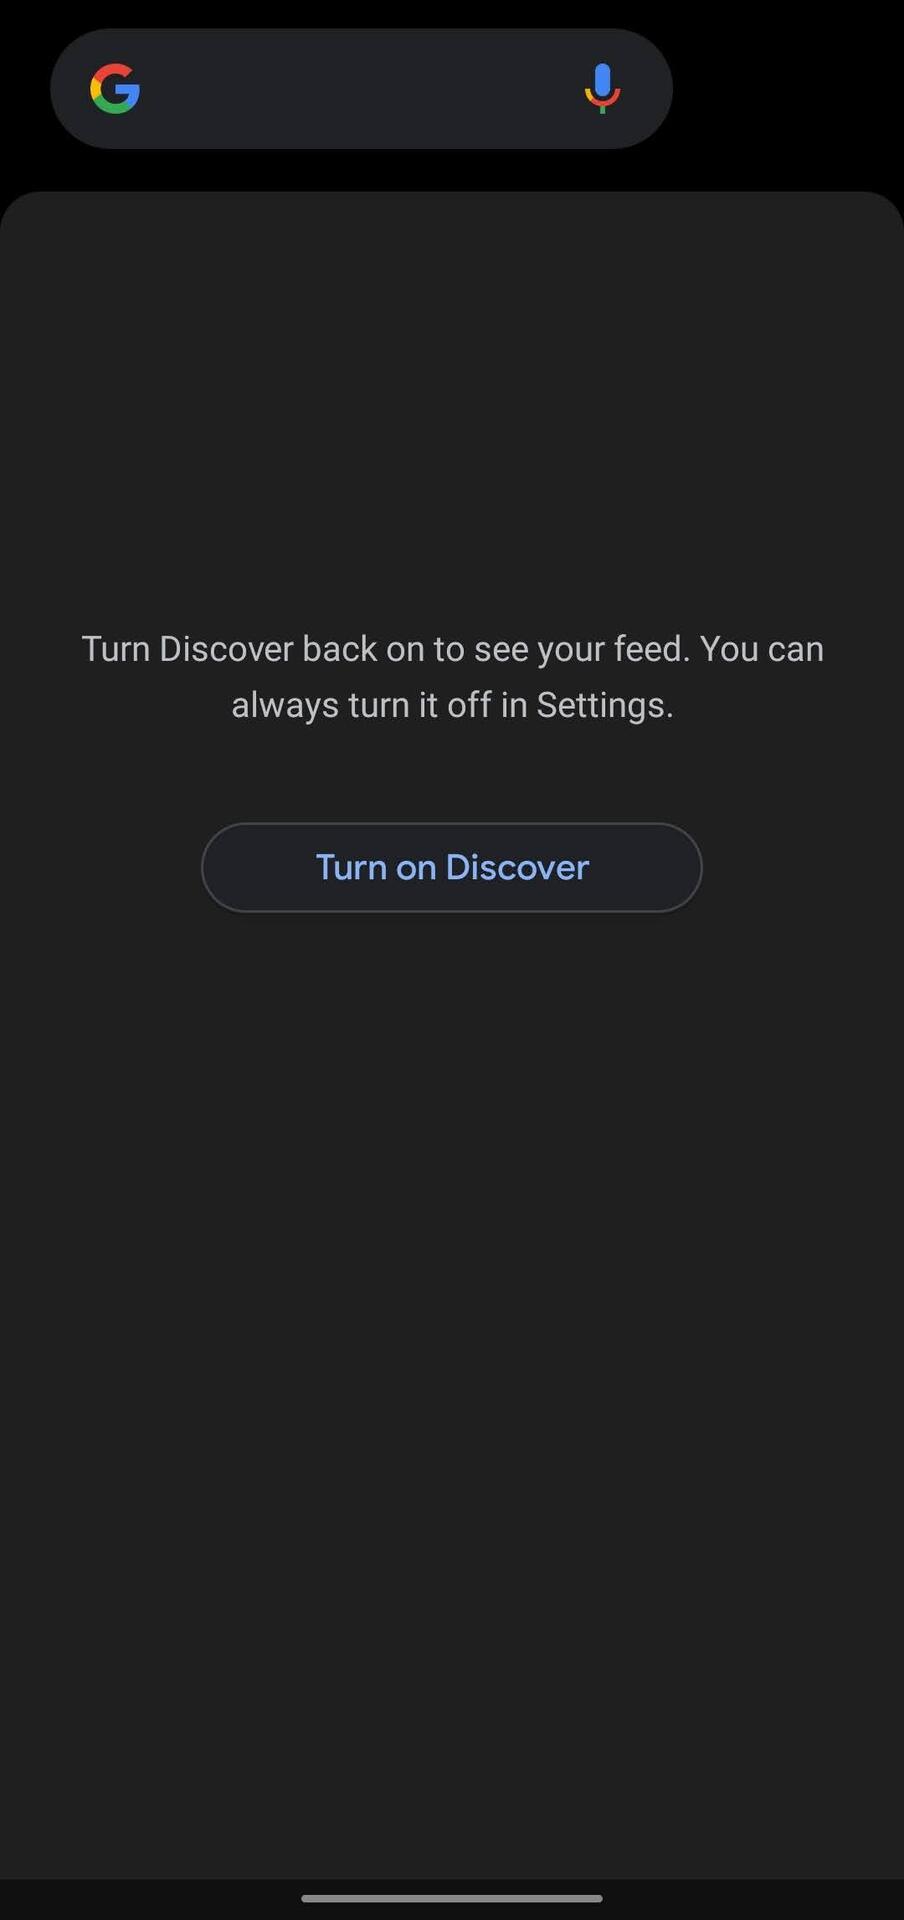 Turn Discover back on to see your feed. You can
always turn it off in Settings.
Turn on Discover